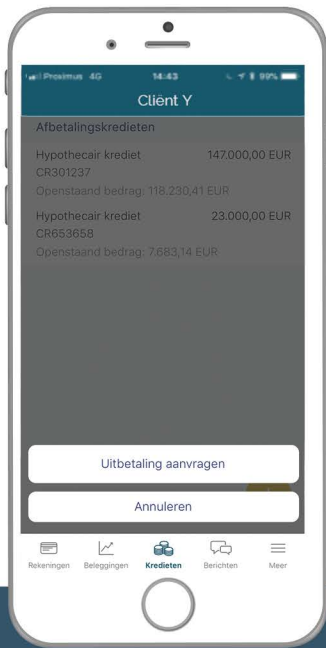 Proximus 4G 14:43 99%
Cliënt Y
Afbetalingskredieten
Hypothecair krediet 147.000,00 EUR
CR301237
Openstaand bedrag: 118.230,41 EUR
Hypothecair krediet 23.000,00 EUR
CR653658
Openstaand bedrag: 7.683,14 EUR
Uitbetaling aanvragen
Annuleren
Rekeningen Beleggingen Kredieten Berichten Meer